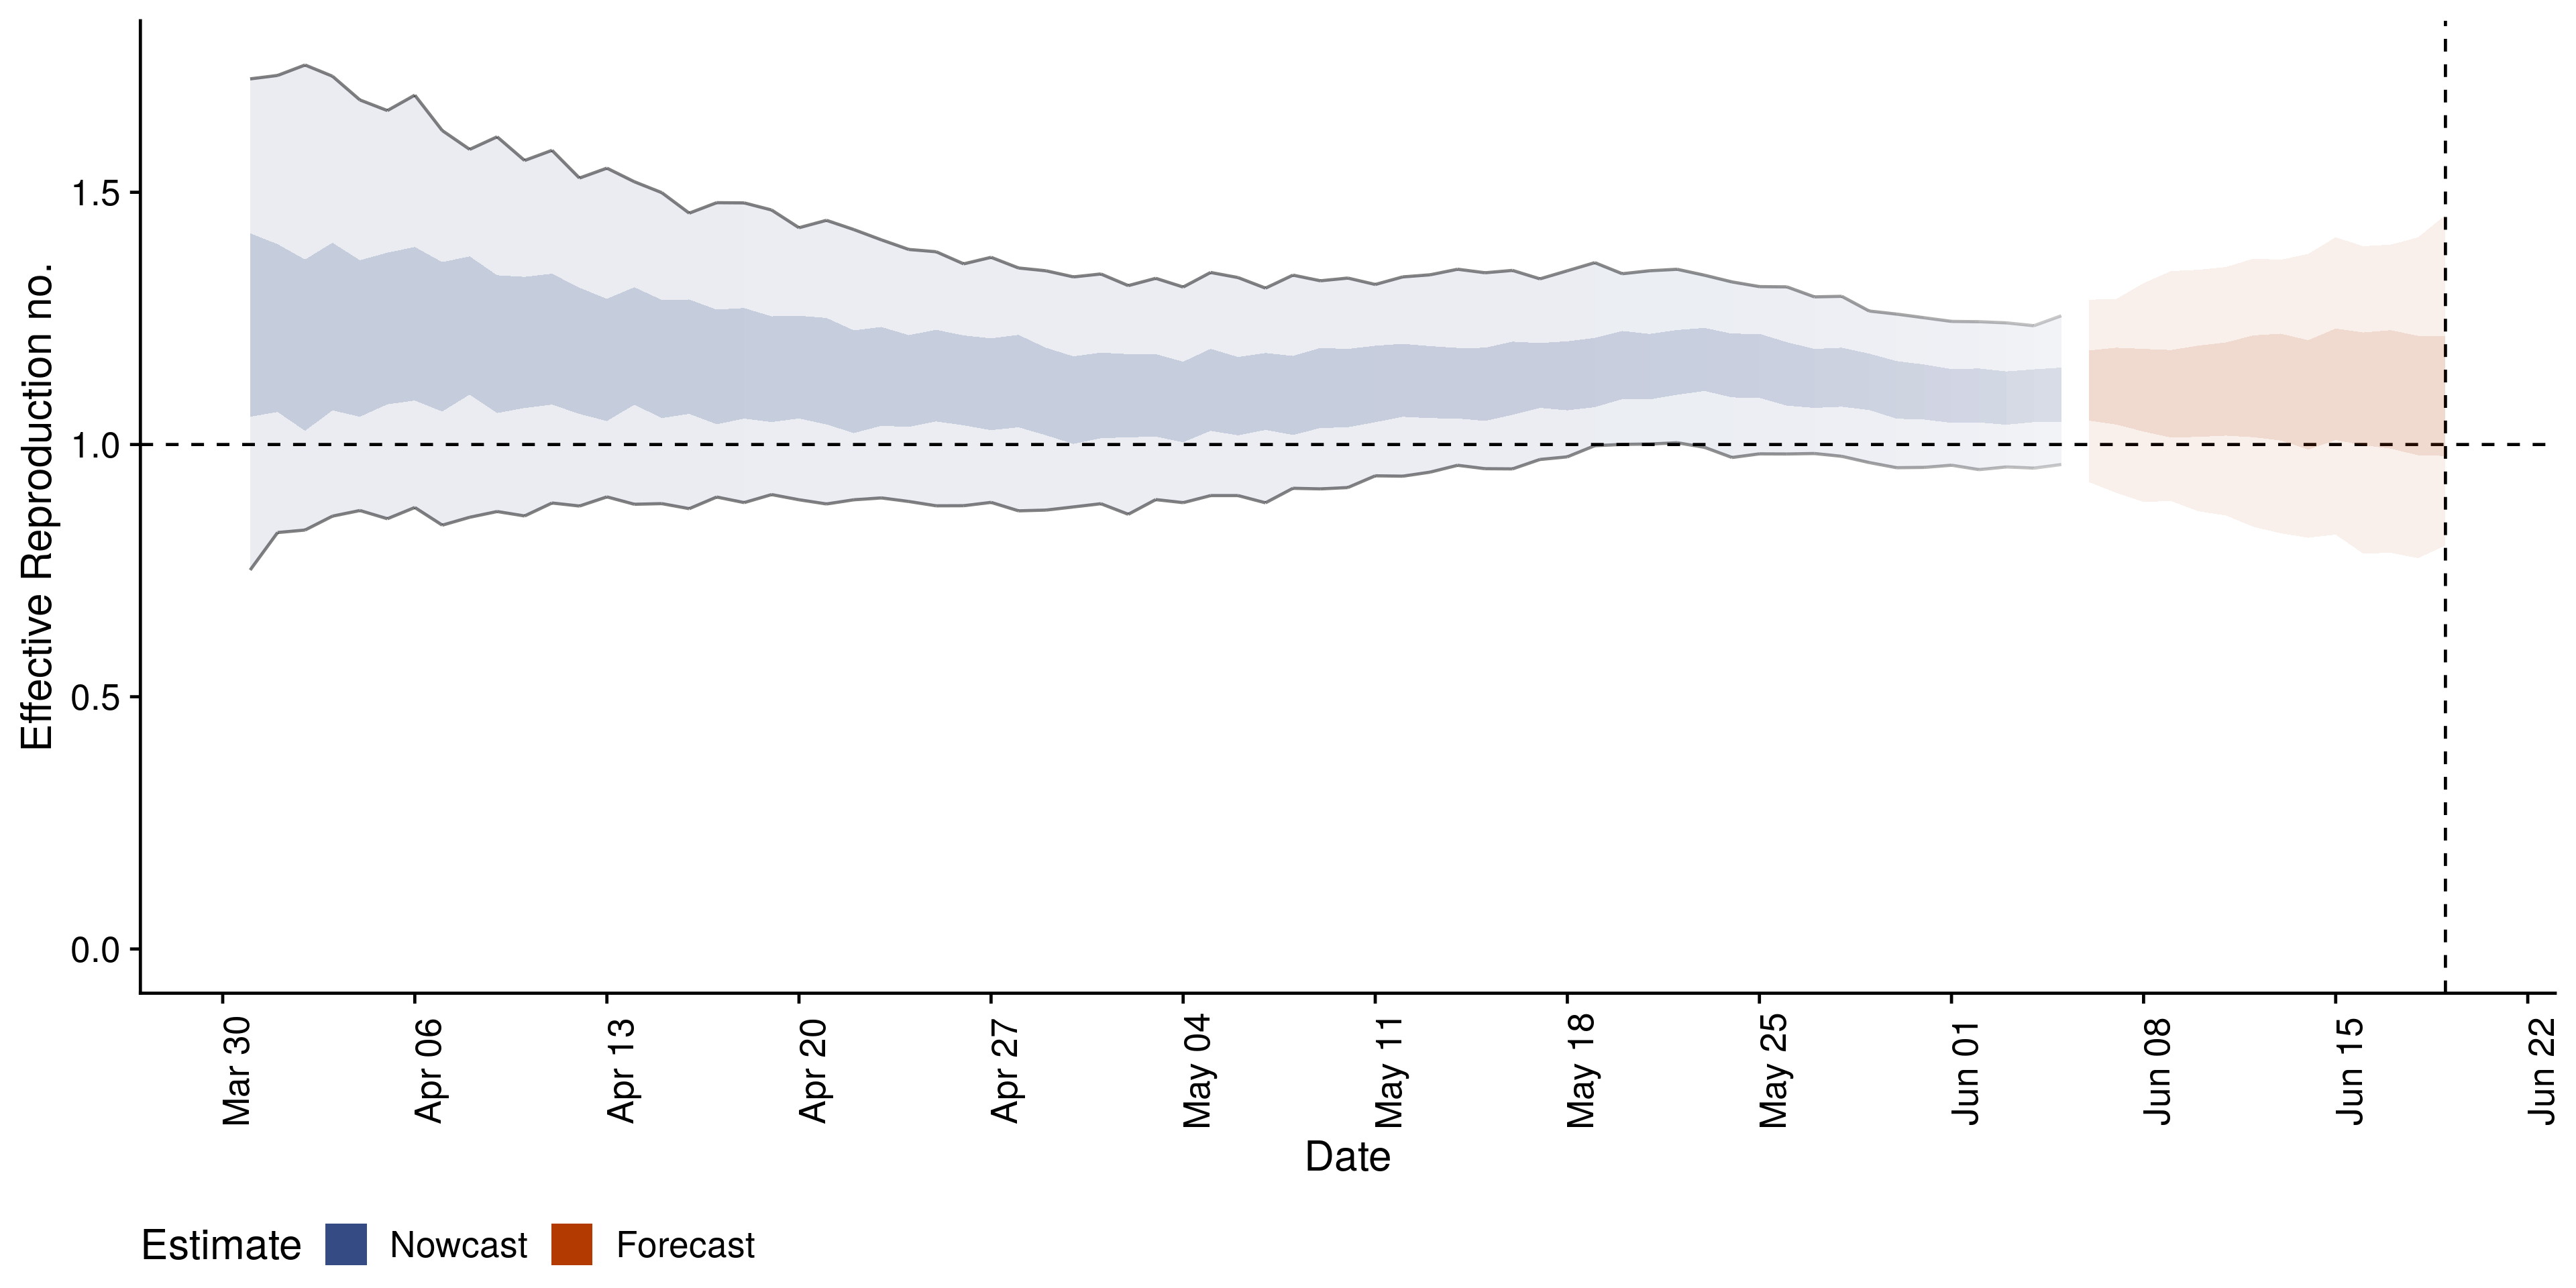 Effective Reproduction no.
1.5
1.0
0.5
0.0
Mar 30
Apr 06
Apr 13
Apr 20
Apr 27
May 04
May 11
May 18
May 25
Jun 01
Jun 08
Jun 15
Jun 22
Date
Estimate Nowcast Forecast